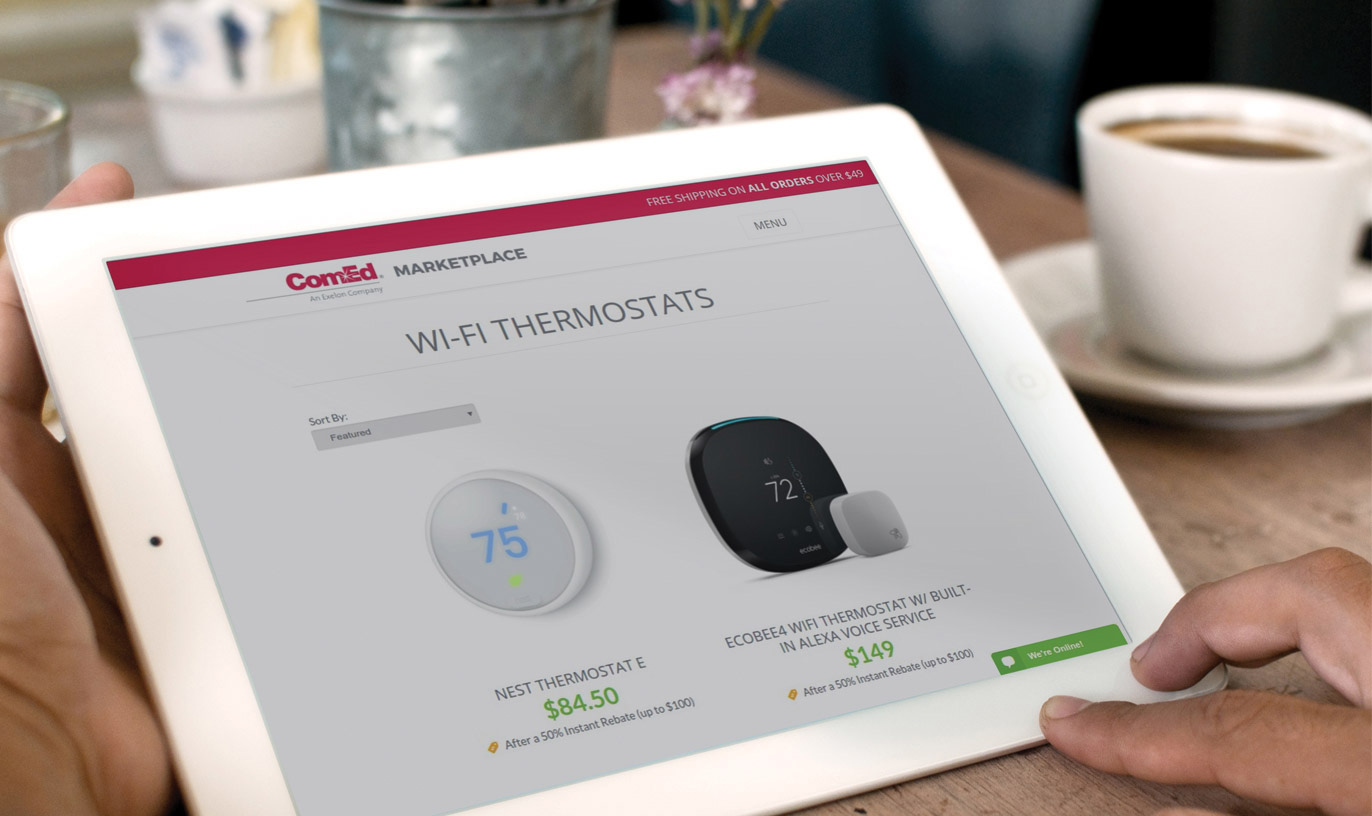 FREE SHIPPING ON ALL ORDERS OVER $49
MENU
ComEd® MARKETPLACE
An Exelon Company
WI-FI THERMOSTATS
Sort By:
Featured
75
72
ecobee
NEST THERMOSTAT E
$84.50
After a 50% Instant Rebate (up to $100)
ECOBEE4 WIFI THERMOSTAT W/ BUILT-
IN ALEXA VOICE SERVICE
$149
After a 50% Instant Rebate (up to $100)
We're Online!